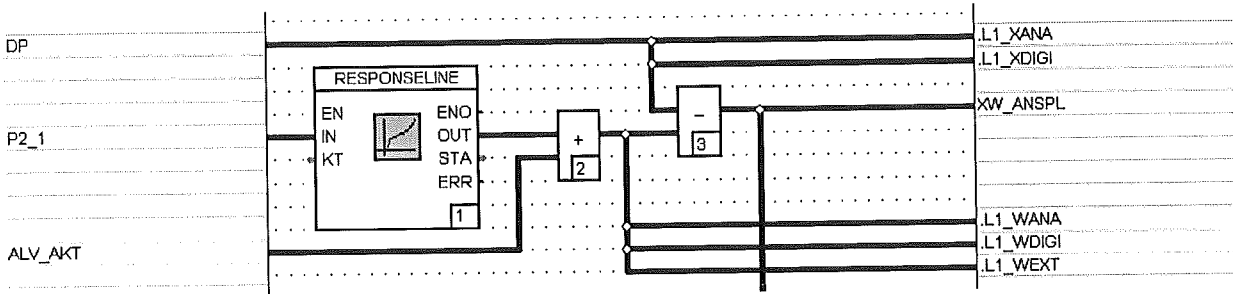 DP
.L1_XANA
.L1_XDIGI
RESPONSELINE
EN
ENO
XW_ANSPL
P2_1
IN
OUT
+
-
KT
STA
2
3
ERR
1
.L1_WANA
ALV_AKT
.L1_WDIGI
.L1_WEXT